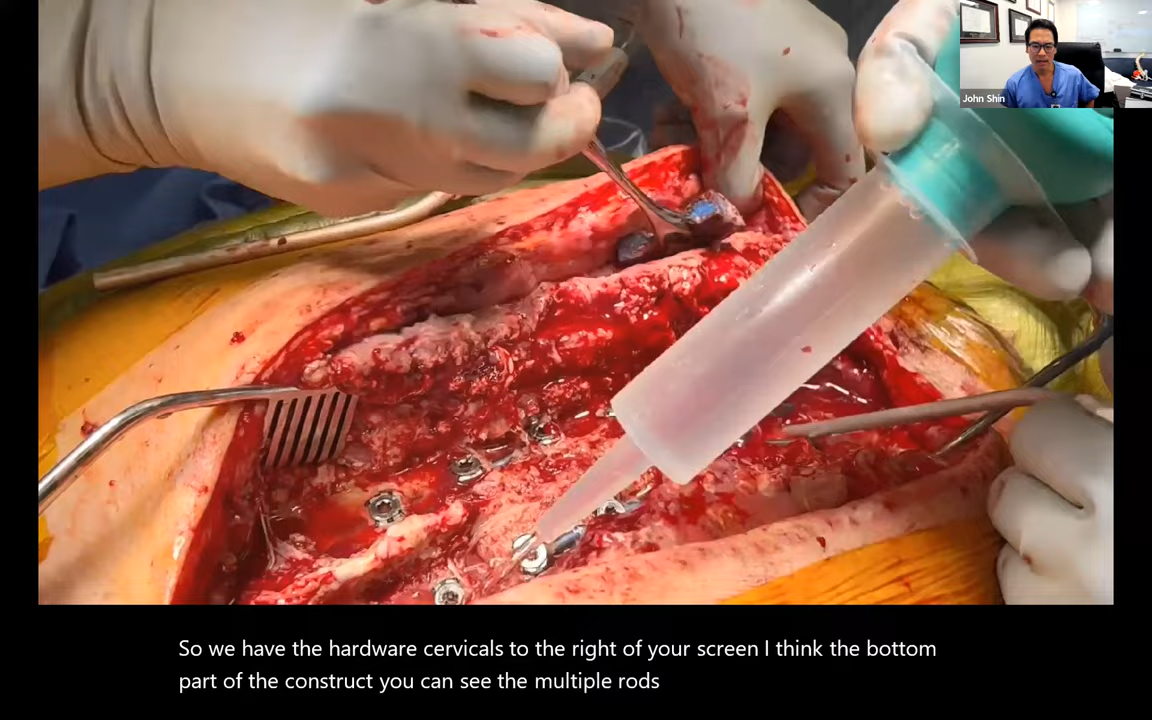 John Shin
So we have the hardware cervicals to the right of your screen I think the bottom
part of the construct you can see the multiple rods